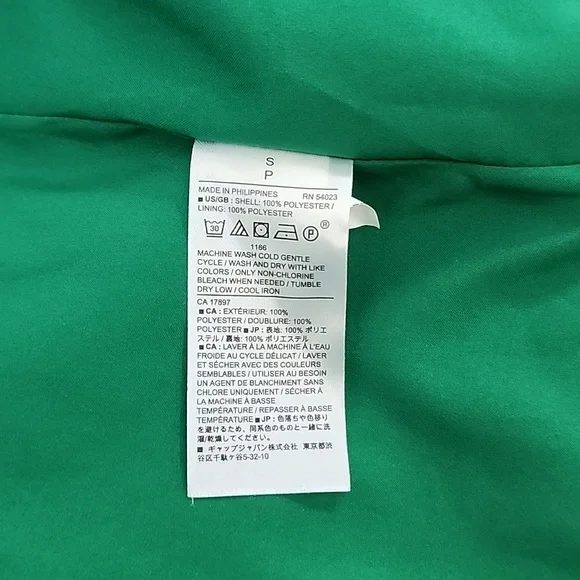 S
P
MADE IN PHILIPPINES RN 54023
■ US/GB : SHELL: 100% POLYESTER /
LINING: 100% POLYESTER
30 P ®
1166
MACHINE WASH COLD GENTLE
CYCLE / WASH AND DRY WITH LIKE
COLORS / ONLY NON-CHLORINE
BLEACH WHEN NEEDED / TUMBLE
DRY LOW / COOL IRON
CA 17897
■ CA : EXTÉRIEUR: 100%
POLYESTER / DOUBLURE: 100%
POLYESTER ■ JP : 表地: 100% ポリエ
ステル / 裏地: 100% ポリエステル
■ CA : LAVER À LA MACHINE À L'EAU
FROIDE AU CYCLE DÉLICAT / LAVER
ET SÉCHER AVEC DES COULEURS
SEMBLABLES / UTILISER AU BESOIN
UN AGENT DE BLANCHIMENT SANS
CHLORE UNIQUEMENT / SÉCHER À
LA MACHINE À BASSE
TEMPÉRATURE / REPASSER À BASSE
TEMPÉRATURE ■ JP : 色落ちや色移り
を避けるため、同系色のものと一緒に洗
濯/乾燥してください。
■ ギャップジャパン株式会社 東京都渋
谷区千駄ヶ谷5-32-10